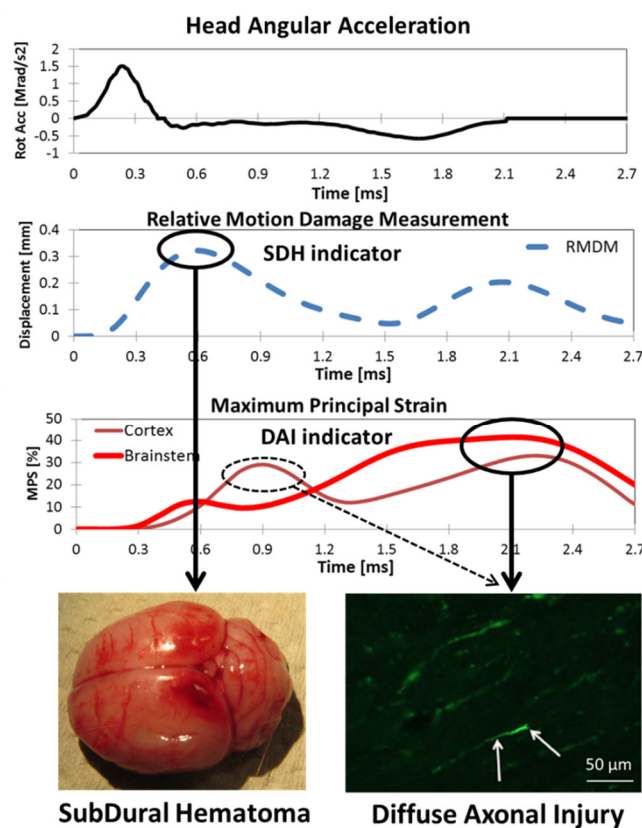 Head Angular Acceleration
Rot Acc [Mrad/s2]
2
1.5
1
0.5
0
-0.5
-1
0 0.3 0.6 0.9 1.2 1.5 1.8 2.1 2.4 2.7
Time [ms]
Relative Motion Damage Measurement
SDH indicator
RMDM
Displacement [mm]
0.4
0.3
0.2
0.1
0
0 0.3 0.6 0.9 1.2 1.5 1.8 2.1 2.4 2.7
Time [ms]
Maximum Principal Strain
Cortex
DAI indicator
Brainstem
MPS [%]
50
40
30
20
10
0
0 0.3 0.6 0.9 1.2 1.5 1.8 2.1 2.4 2.7
Time [ms]
50 µm
SubDural Hematoma
Diffuse Axonal Injury